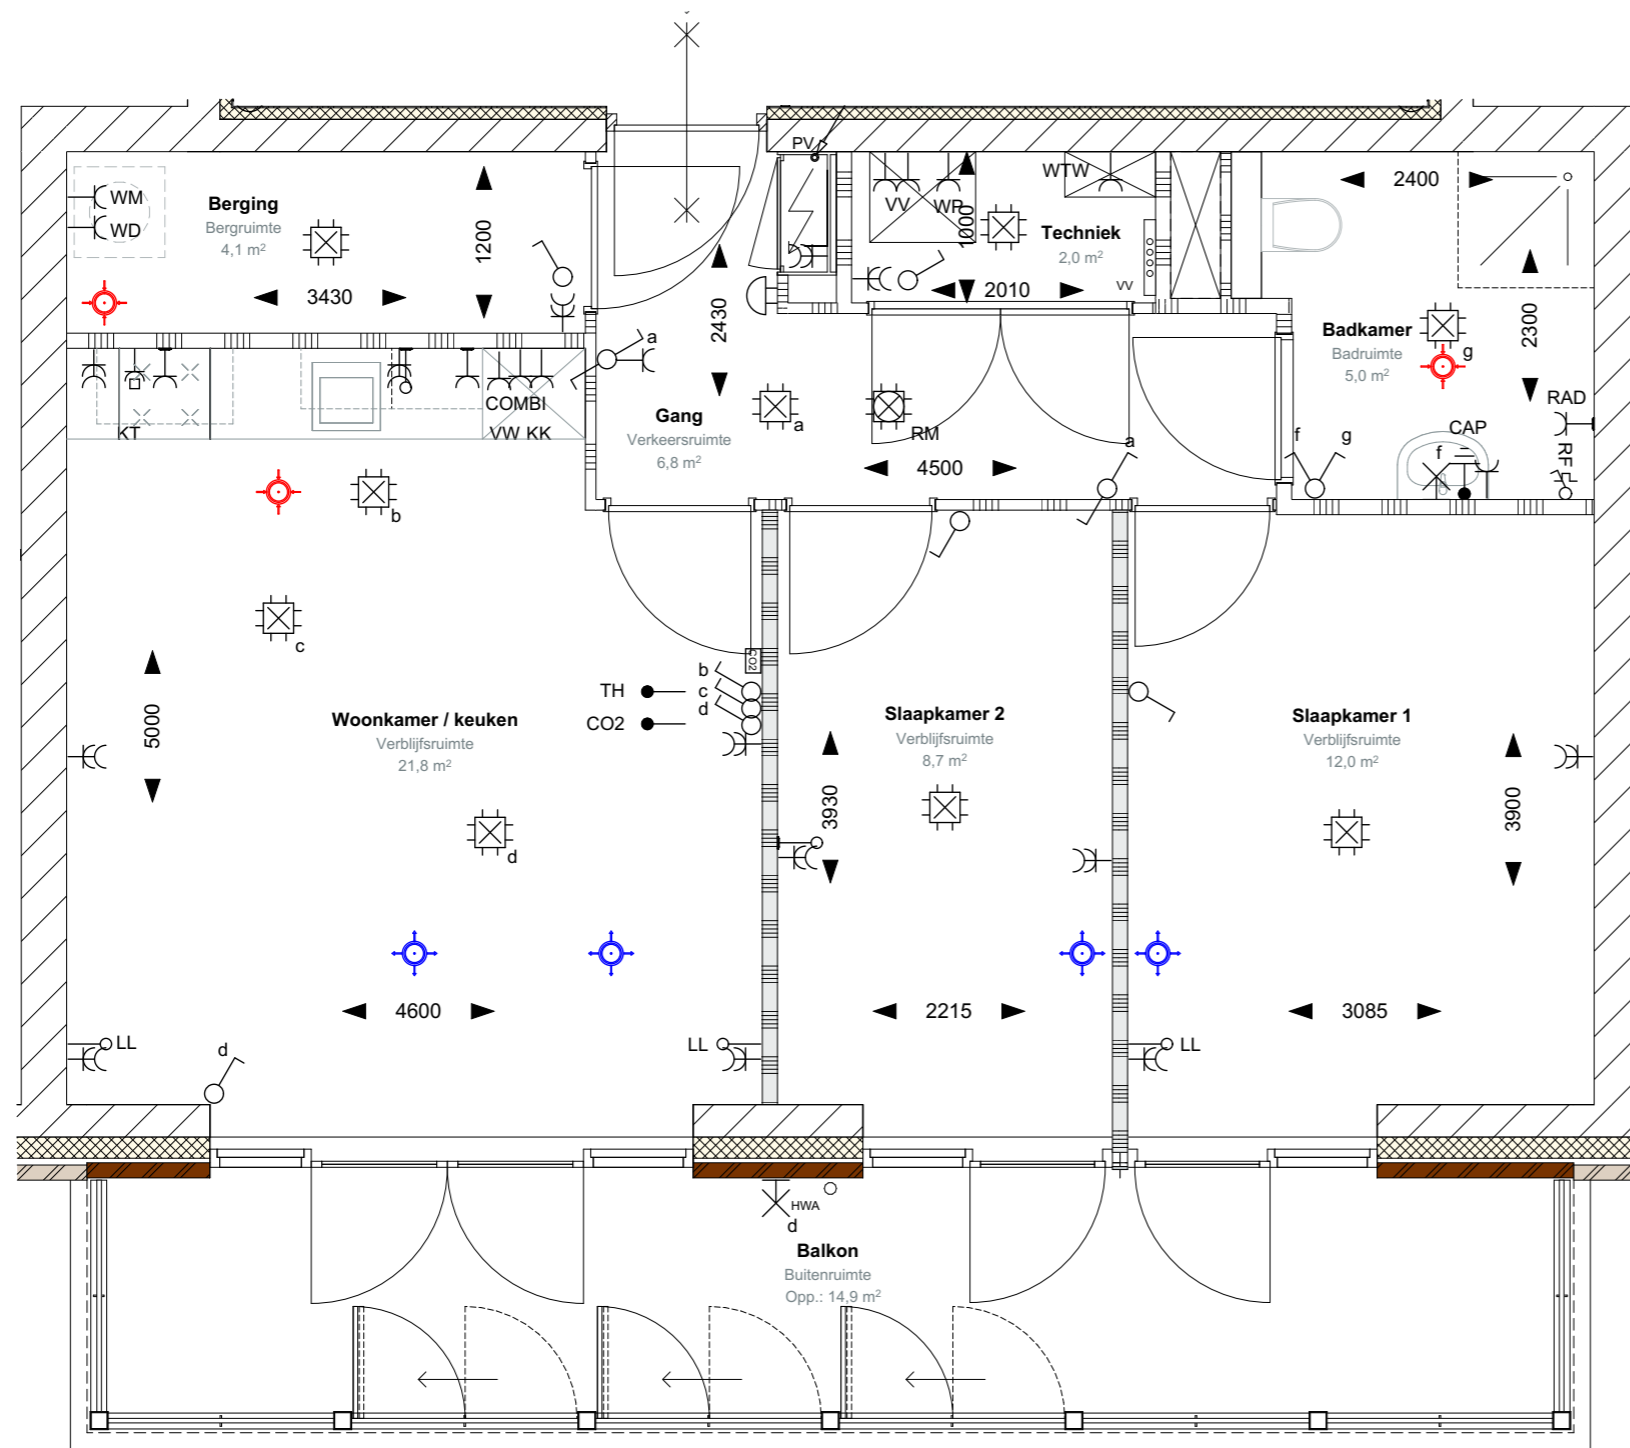 PV
WM
WD
Berging
Bergruimte
4,1 m²
1200
3430
VV
WP
1000
WTW
Techniek
2,0 m²
2010
VV
2400
2300
Badkamer
Badruimte
5,0 m²
g
RAD
RF
CAP
f
f
g
2430
a
KT
COMBI
VW KK
Gang
Verkeersruimte
6,8 m²
a
RM
4500
a
b
c
5000
Woonkamer / keuken
Verblijfsruimte
21,8 m²
TH
CO2
CO2
b
c
d
d
4600
LL
d
Slaapkamer 2
Verblijfsruimte
8,7 m²
3930
2215
LL
Slaapkamer 1
Verblijfsruimte
12,0 m²
3900
3085
LL
HWA
d
Balkon
Buitenruimte
Opp.: 14,9 m²